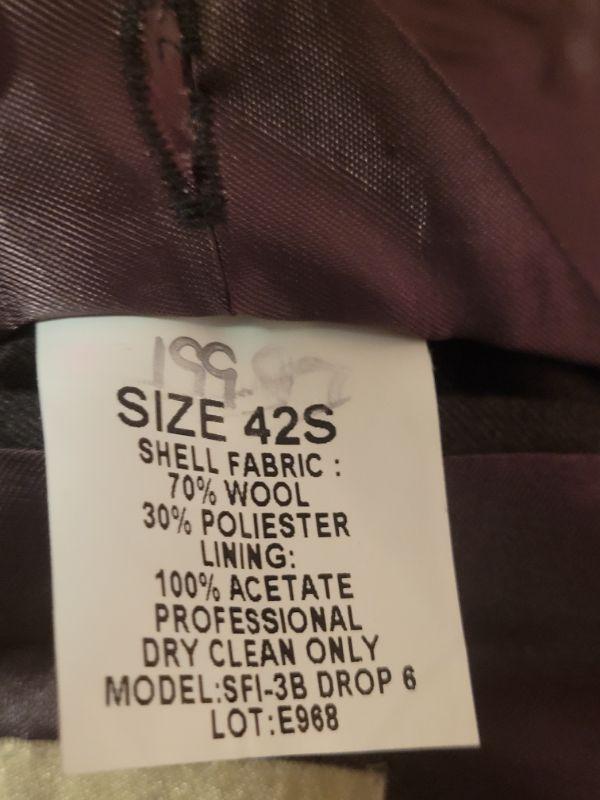 SIZE 42S
SHELL FABRIC :
70% WOOL
30% POLIESTER
LINING:
100% ACETATE
PROFESSIONAL
DRY CLEAN ONLY
MODEL:SFI-3B DROP 6
LOT:E968